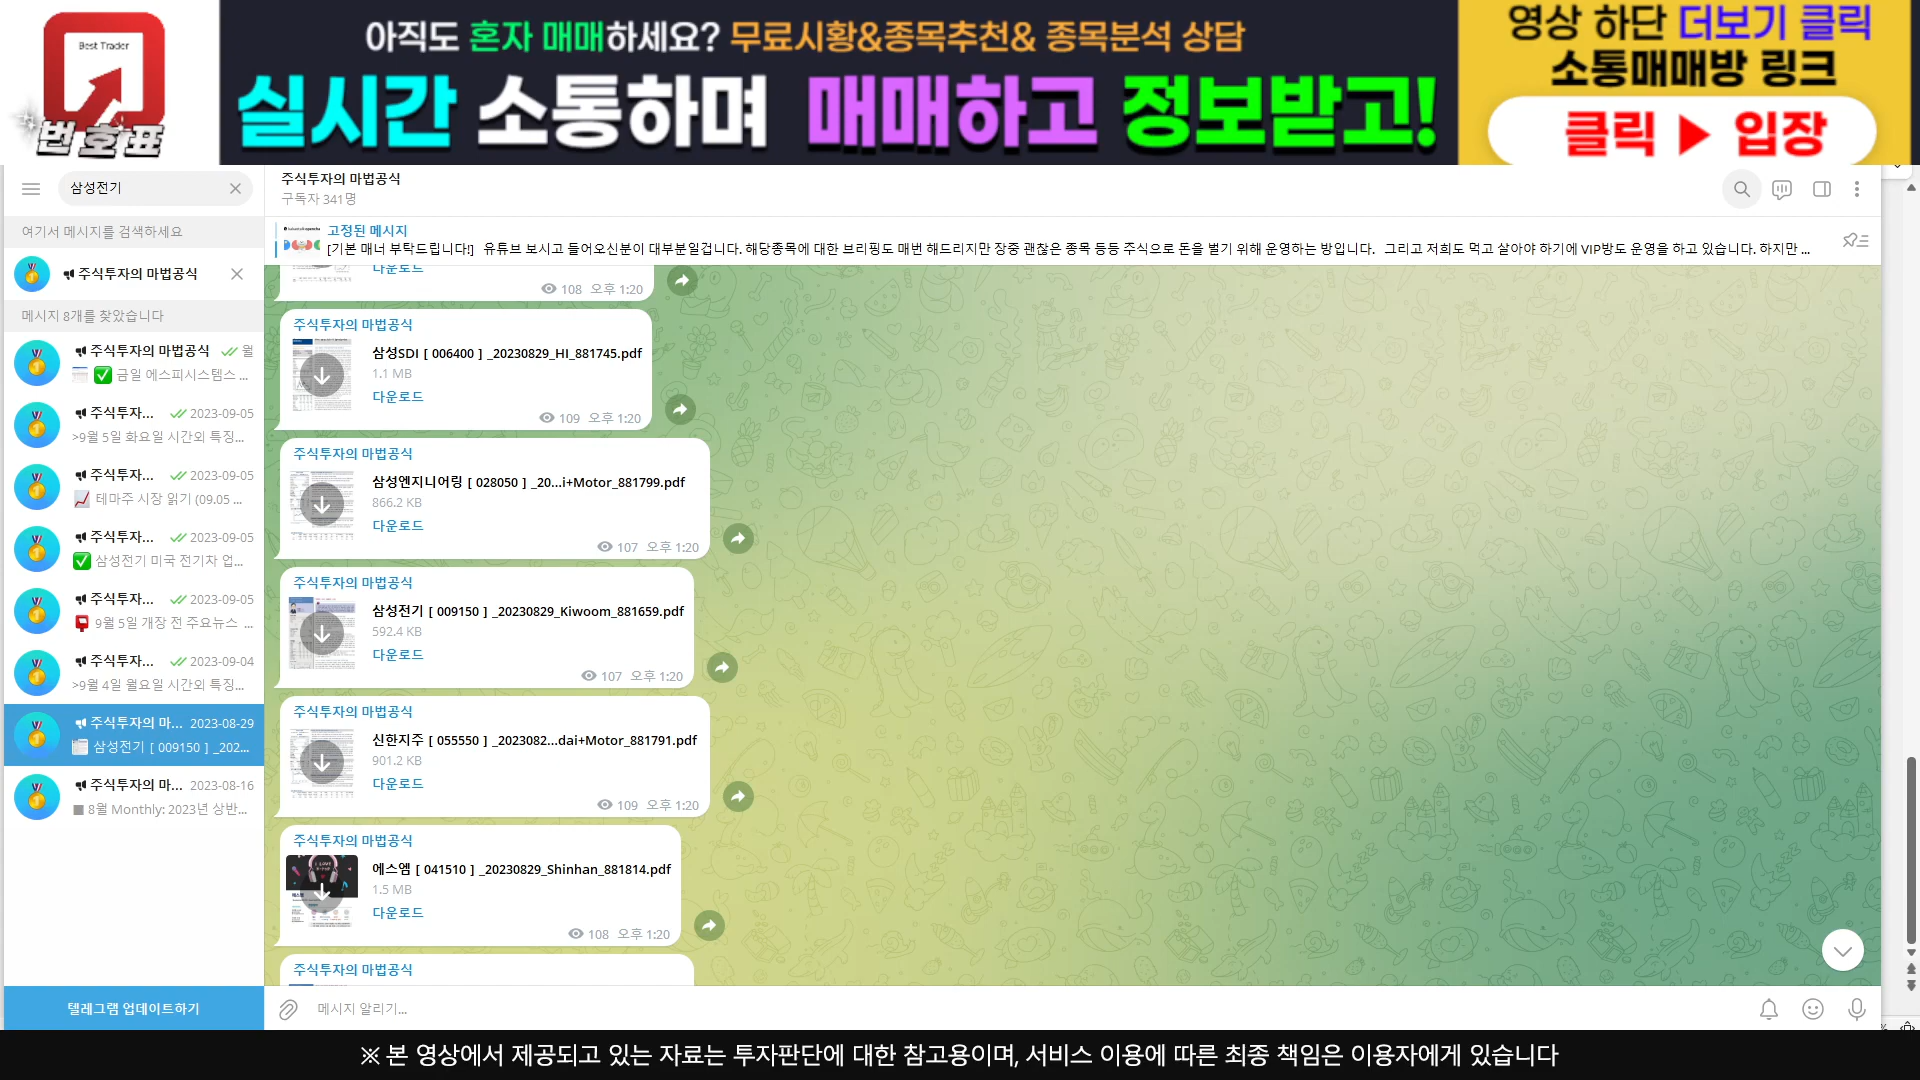 Best Trader
번호표
아직도 혼자 매매하세요? 무료시황&종목추천& 종목분석 상담
실시간 소통하며 매매하고 정보받고!
영상 하단 더보기 클릭
소통매매방 링크
클릭 ▶ 입장
삼성전기
여기서 메시지를 검색하세요
주식투자의 마법공식
메시지 8개를 찾았습니다
주식투자의 마법공식 월
✅ 금일 에스피시스템스 ...
주식투자... 2023-09-05
>9월 5일 화요일 시간외 특징...
주식투자... 2023-09-05
테마주 시장 읽기 (09.05 ...
주식투자... 2023-09-05
✅ 삼성전기 미국 전기차 업...
주식투자... 2023-09-05
9월 5일 개장 전 주요뉴스 ...
주식투자... 2023-09-04
>9월 4일 월요일 시간외 특징...
주식투자의 마... 2023-08-29
삼성전기 [ 009150 ] _202...
주식투자의 마... 2023-08-16
■ 8월 Monthly: 2023년 상반...
텔레그램 업데이트하기
주식투자의 마법공식
구독자 341명
고정된 메시지
[기본 매너 부탁드립니다!] 유튜브 보시고 들어오신분이 대부분일겁니다. 해당종목에 대한 브리핑도 매번 해드리지만 장중 괜찮은 종목 등등 주식으로 돈을 벌기 위해 운영하는 방입니다. 그리고 저희도 먹고 살아야 하기에 VIP방도 운영을 하고 있습니다. 하지만 ...
다운로드
108 오후 1:20
주식투자의 마법공식
삼성SDI [ 006400 ] _20230829_HI_881745.pdf
1.1 MB
다운로드
109 오후 1:20
주식투자의 마법공식
삼성엔지니어링 [ 028050 ] _20...i+Motor_881799.pdf
866.2 KB
다운로드
107 오후 1:20
주식투자의 마법공식
삼성전기 [ 009150 ] _20230829_Kiwoom_881659.pdf
592.4 KB
다운로드
107 오후 1:20
주식투자의 마법공식
신한지주 [ 055550 ] _2023082...dai+Motor_881791.pdf
901.2 KB
다운로드
109 오후 1:20
주식투자의 마법공식
에스엠 [ 041510 ] _20230829_Shinhan_881814.pdf
1.5 MB
다운로드
108 오후 1:20
주식투자의 마법공식
메시지 알리기...
※ 본 영상에서 제공되고 있는 자료는 투자판단에 대한 참고용이며, 서비스 이용에 따른 최종 책임은 이용자에게 있습니다